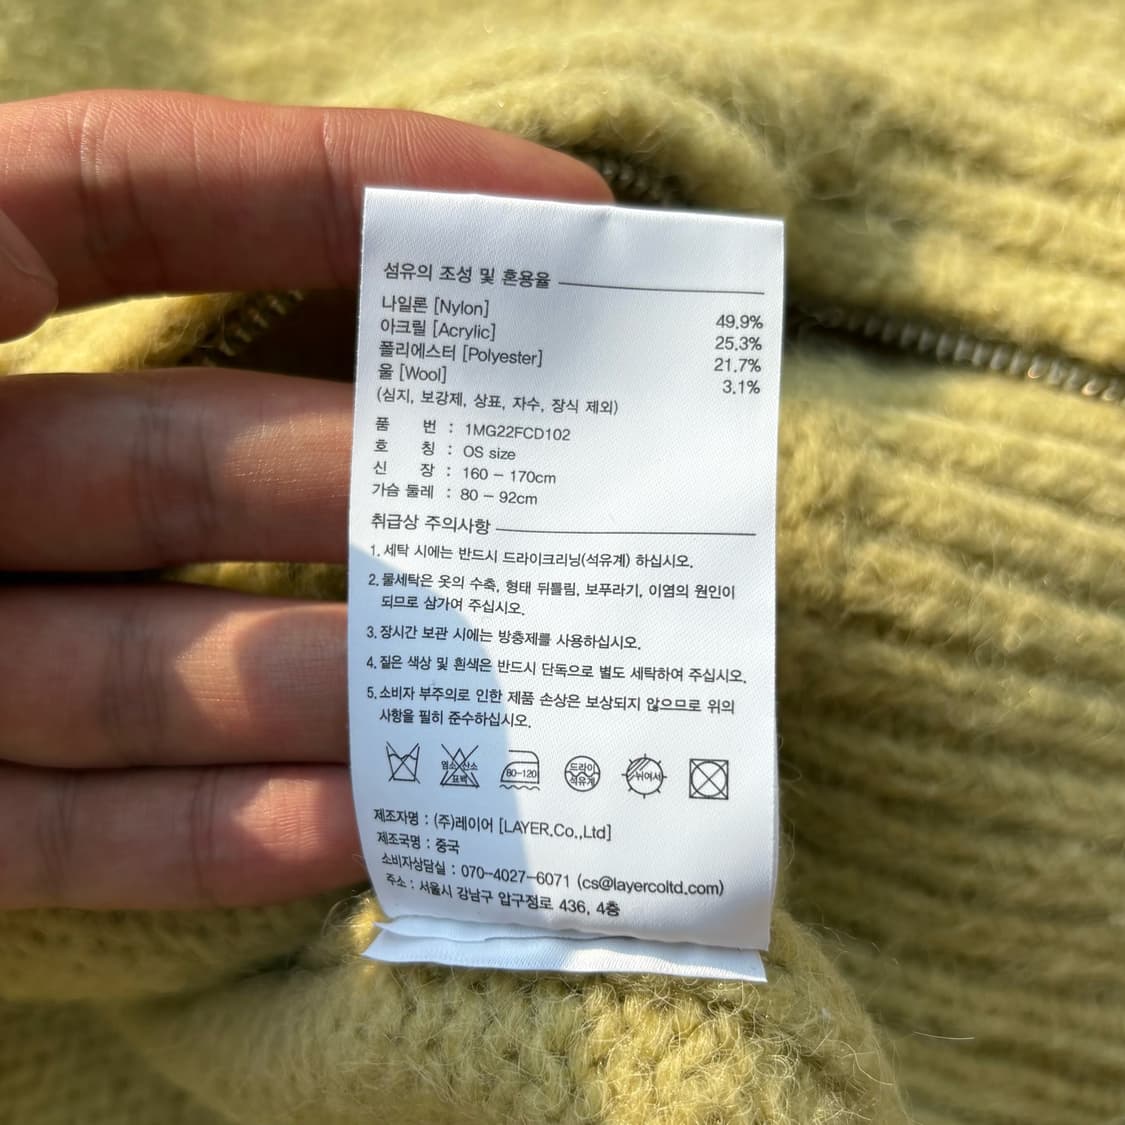 섬유의 조성 및 혼용율
나일론 [Nylon] 49.9%
아크릴 [Acrylic] 25.3%
폴리에스터 [Polyester] 21.7%
울 [Wool] 3.1%
(심지, 보강제, 상표, 자수, 장식 제외)
품 번 : 1MG22FCD102
호 칭 : OS size
신 장 : 160 - 170cm
가슴 둘레 : 80 - 92cm
취급상 주의사항
1. 세탁 시에는 반드시 드라이크리닝(석유계) 하십시오.
2. 물세탁은 옷의 수축, 형태 뒤틀림, 보푸라기, 이염의 원인이
되므로 삼가여 주십시오.
3. 장시간 보관 시에는 방충제를 사용하십시오.
4. 짙은 색상 및 흰색은 반드시 단독으로 별도 세탁하여 주십시오.
5. 소비자 부주의로 인한 제품 손상은 보상되지 않으므로 위의
사항을 필히 준수하십시오.
염소 산소 표백 80-120 드라이 석유계 뉘어서
제조자명 : (주)레이어 [LAYER.Co.,Ltd]
제조국명 : 중국
소비자상담실 : 070-4027-6071 (cs@layercoltd.com)
주소 : 서울시 강남구 압구정로 436, 4층